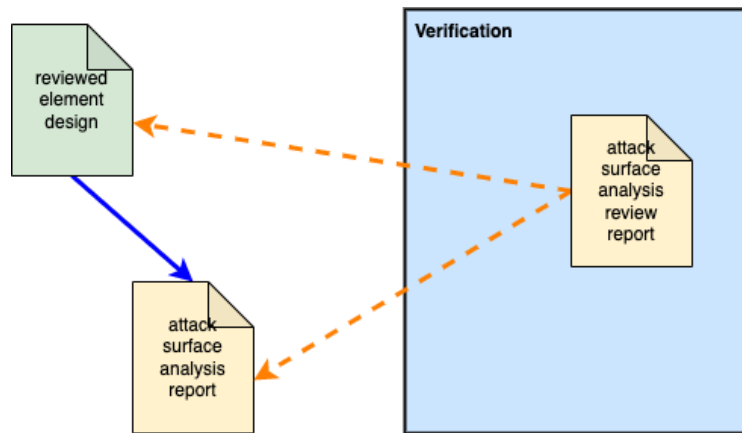 Verification
reviewed
element
design
attack
surface
analysis
review
report
attack
surface
analysis
report